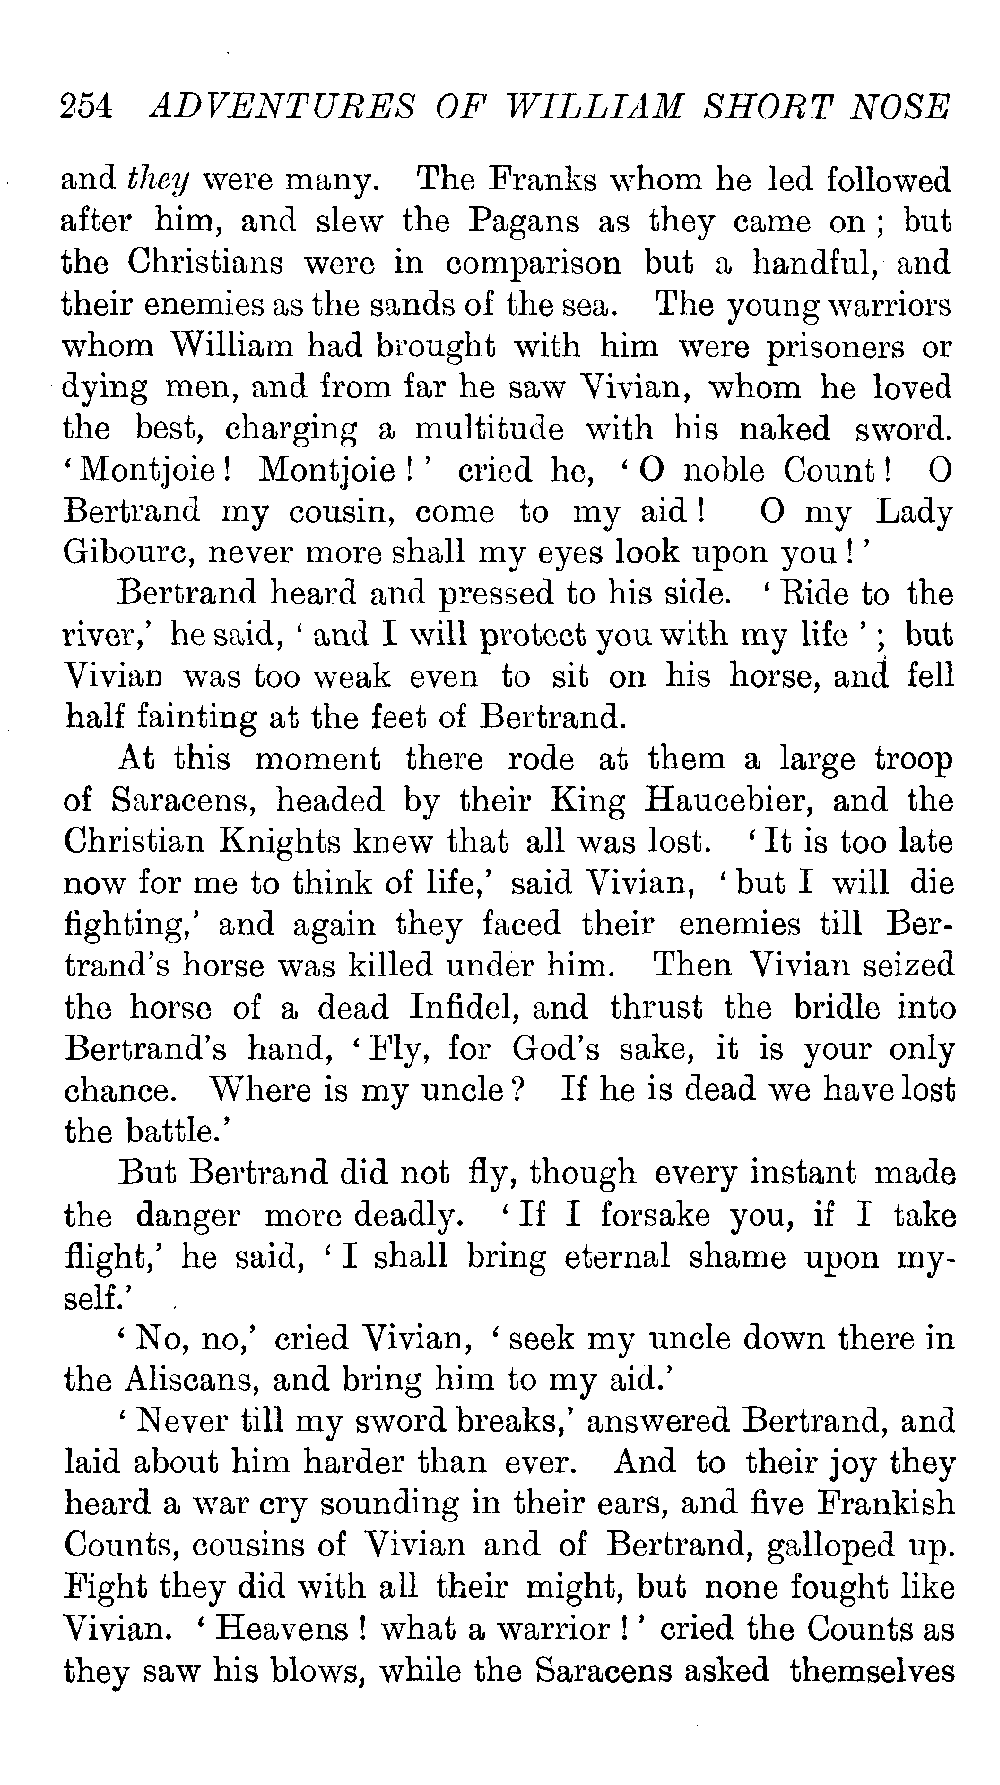 254 ADVENTURES OF WILLIAM SHORT NOSE
and they were many. The Franks whom he led followed
after him, and slew the Pagans as they came on ; but
the Christians were in comparison but a handful, and
their enemies as the sands of the sea. The young warriors
whom William had brought with him were prisoners or
dying men, and from far he saw Vivian, whom he loved
the best, charging a multitude with his naked sword.
‘ Montjoie ! Montjoie ! ’ cried he, ‘ O noble Count ! O
Bertrand my cousin, come to my aid ! O my Lady
Gibourc, never more shall my eyes look upon you ! ’
Bertrand heard and pressed to his side. ‘ Ride to the
river,’ he said, ‘ and I will protect you with my life ’ ; but
Vivian was too weak even to sit on his horse, and fell
half fainting at the feet of Bertrand.
At this moment there rode at them a large troop
of Saracens, headed by their King Haucebier, and the
Christian Knights knew that all was lost. ‘ It is too late
now for me to think of life,’ said Vivian, ‘ but I will die
fighting,’ and again they faced their enemies till Ber-
trand’s horse was killed under him. Then Vivian seized
the horse of a dead Infidel, and thrust the bridle into
Bertrand’s hand, ‘ Fly, for God’s sake, it is your only
chance. Where is my uncle ? If he is dead we have lost
the battle.’
But Bertrand did not fly, though every instant made
the danger more deadly. ‘ If I forsake you, if I take
flight,’ he said, ‘ I shall bring eternal shame upon my-
self.’
‘ No, no,’ cried Vivian, ‘ seek my uncle down there in
the Aliscans, and bring him to my aid.’
‘ Never till my sword breaks,’ answered Bertrand, and
laid about him harder than ever. And to their joy they
heard a war cry sounding in their ears, and five Frankish
Counts, cousins of Vivian and of Bertrand, galloped up.
Fight they did with all their might, but none fought like
Vivian. ‘ Heavens ! what a warrior ! ’ cried the Counts as
they saw his blows, while the Saracens asked themselves